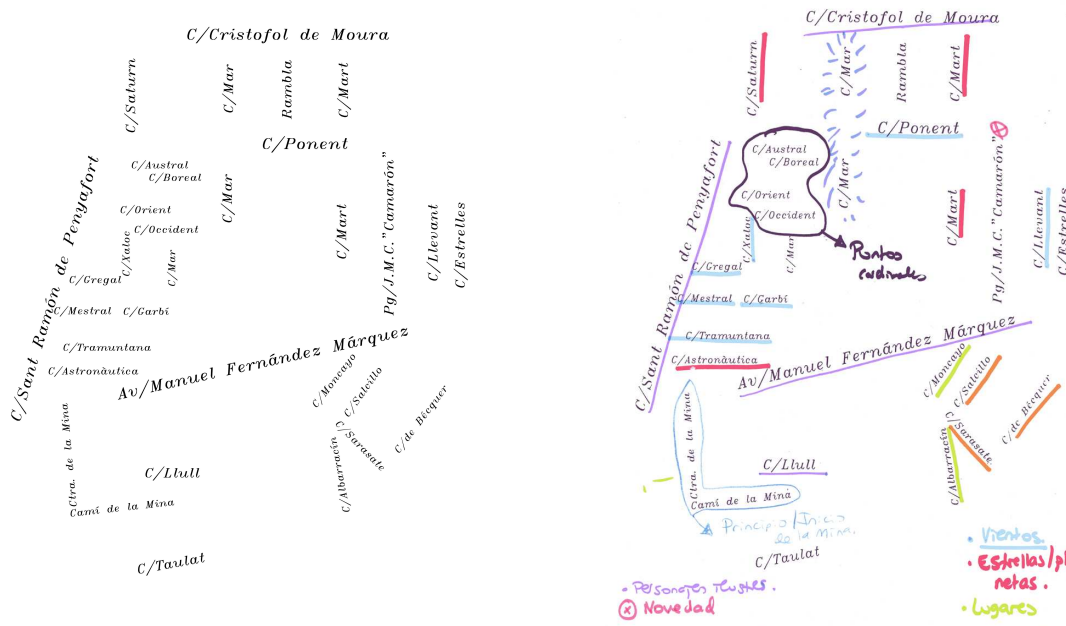 C/Cristofol de Moura
C/Saturn
C/Mar
Rambla
C/Mart
C/Ponent
C/Austral
C/Boreal
C/Mar
C/Orient
C/Occident
C/Xaloc
C/Mar
C/Mart
Pg/J.M.C."Camarón"
C/Llevant
C/Estrelles
C/Sant Ramón de Penyafort
C/Gregal
C/Mestral
C/Garbí
C/Tramuntana
C/Astronàutica
Av/Manuel Fernández Márquez
C/Moncayo
C/Salcillo
C/Sarasate
C/de Bècquer
C/Albarracín
Ctra. de la Mina
C/Llull
Camí de la Mina
C/Taulat
C/Cristofol de Moura
C/Saturn
C/Mar
Rambla
C/Mart
C/Ponent
C/Austral
C/Boreal
C/Mar
C/Orient
C/Occident
C/Xaloc
C/Mar
C/Mart
Pg/J.M.C."Camarón"
C/Llevant
C/Estrelles
Puntos
cardinales
C/Sant Ramón de Penyafort
C/Gregal
C/Mestral
C/Garbí
C/Tramuntana
C/Astronàutica
Av/Manuel Fernández Márquez
C/Moncayo
C/Salcillo
C/Sarasate
C/de Bècquer
C/Albarracín
Ctra. de la Mina
C/Llull
Camí de la Mina
Principio/Inicio
de la Mina.
C/Taulat
• Personajes Ilustres.
x Novedad
• Vientos.
• Estrellas/pl
netas.
• Lugares